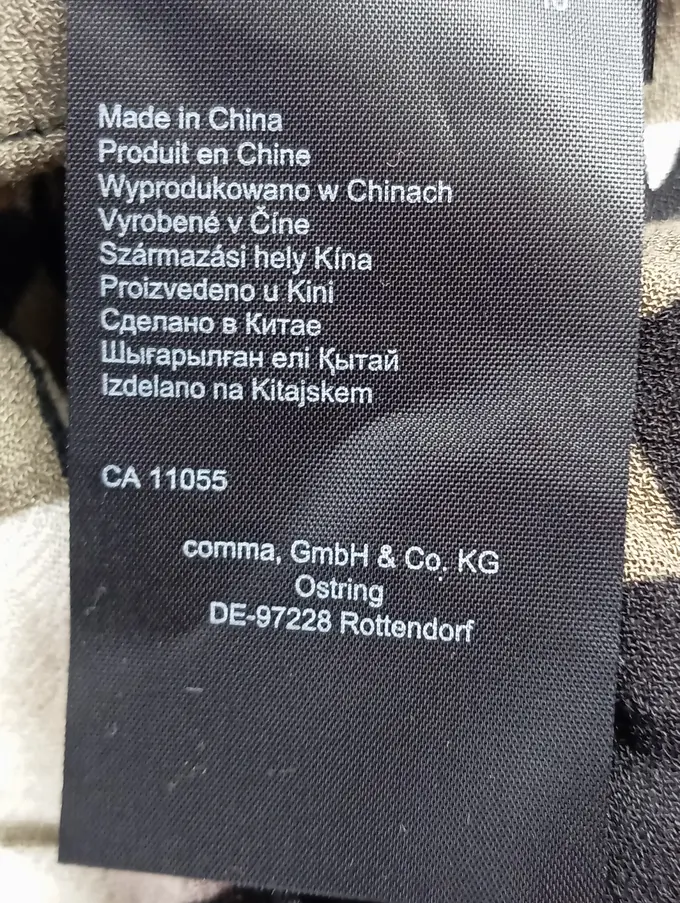 Made in China
Produit en Chine
Wyprodukowano w Chinach
Vyrobené v Číne
Származási hely Kína
Proizvedeno u Kini
Сделано в Китае
Шығарылған елі Қытай
Izdelano na Kitajskem
CA 11055
comma, GmbH & Co. KG
Ostring
DE-97228 Rottendorf